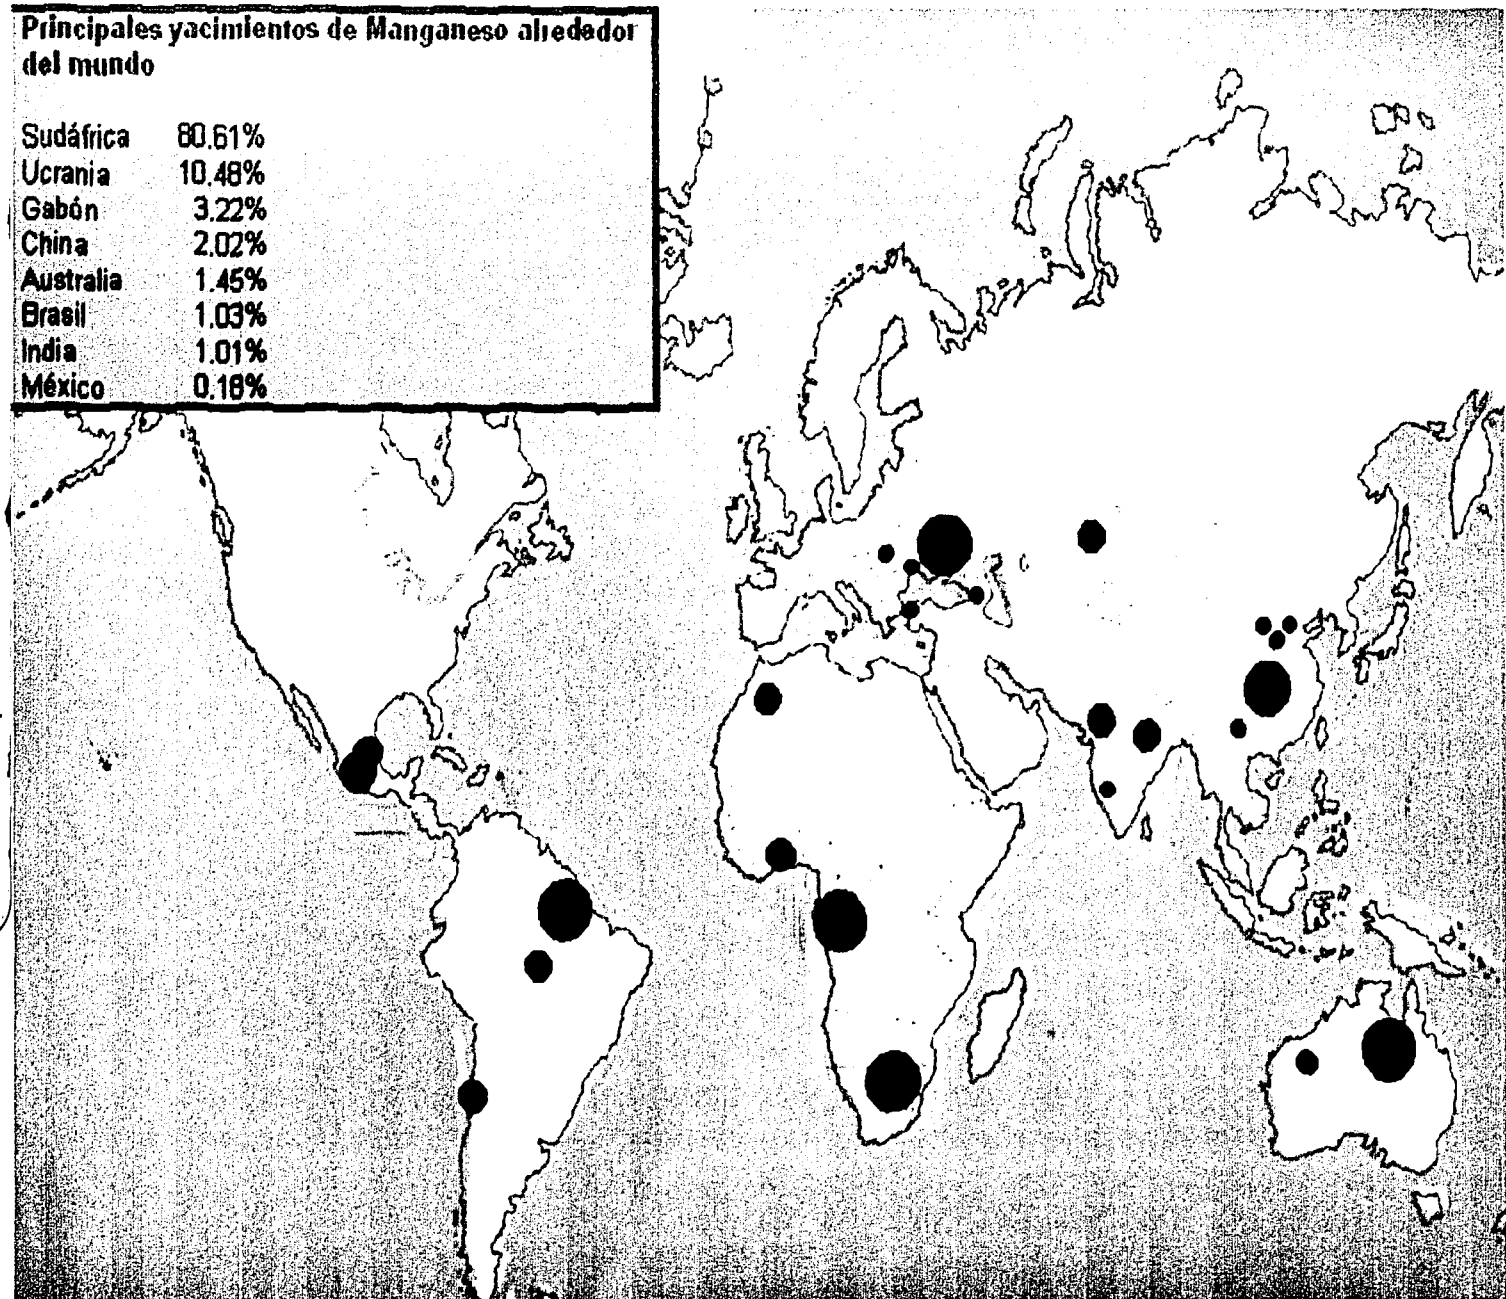 Principales yacimientos de Manganeso alrededor
del mundo
Sudáfrica 80.61%
Ucrania 10.48%
Gabón 3.22%
China 2.02%
Australia 1.45%
Brasil 1.03%
India 1.01%
México 0.18%